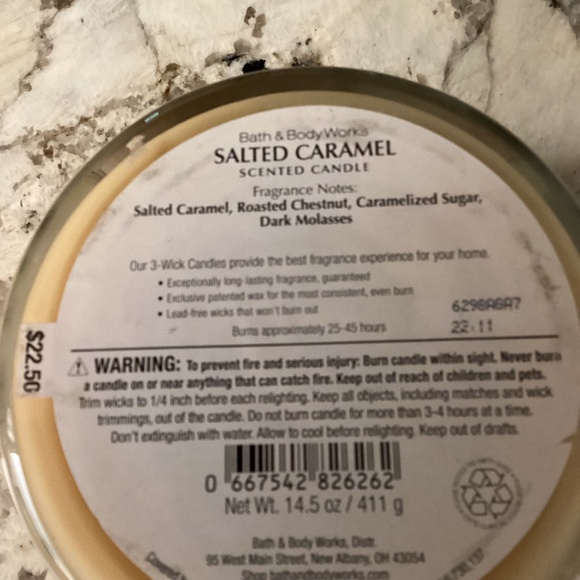 Bath & Body Works
SALTED CARAMEL
SCENTED CANDLE
Fragrance Notes:
Salted Caramel, Roasted Chestnut, Caramelized Sugar,
Dark Molasses
Our 3-Wick Candles provide the best fragrance experience for your home.
• Exceptionally long-lasting fragrance, guaranteed
• Exclusive patented wax for the most consistent, even burn
• Lead-free wicks that won't burn out
Burns approximately 25-45 hours
6298A6A7
22:11
$22.50
WARNING: To prevent fire and serious injury: Burn candle within sight. Never burn
a candle on or near anything that can catch fire. Keep out of reach of children and pets.
Trim wicks to 1/4 inch before each relighting. Keep all objects, including matches and wick
trimmings, out of the candle. Do not burn candle for more than 3-4 hours at a time.
Don't extinguish with water. Allow to cool before relighting. Keep out of drafts.
0 667542 826262
Net Wt. 14.5 oz / 411 g
Bath & Body Works, Distr.
95 West Main Street, New Albany, OH 43054
Shop bathandbodyworks.com